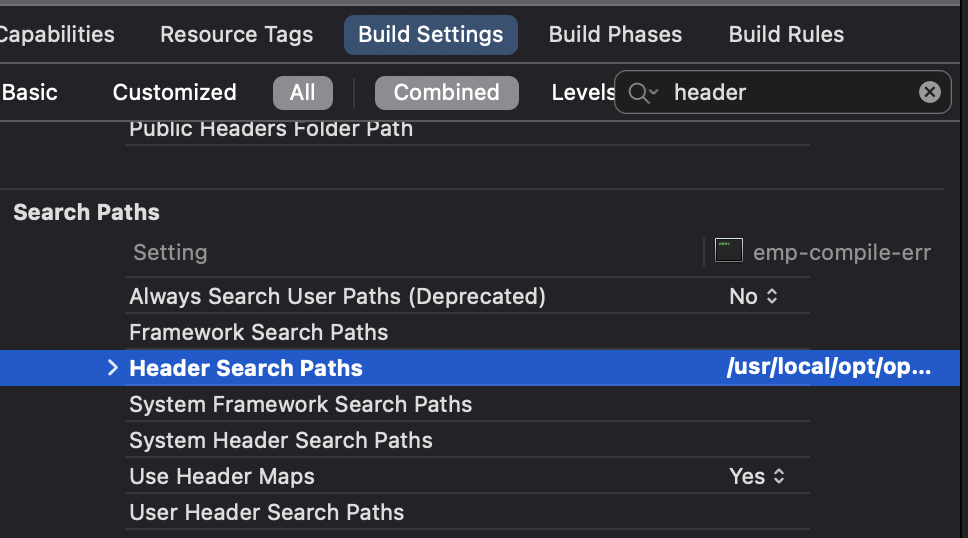 Capabilities Resource Tags Build Settings Build Phases Build Rules
Basic Customized All Combined Levels header
Public Headers Folder Path
Search Paths
Setting emp-compile-err
Always Search User Paths (Deprecated) No
Framework Search Paths
Header Search Paths /usr/local/opt/op...
System Framework Search Paths
System Header Search Paths
Use Header Maps Yes
User Header Search Paths